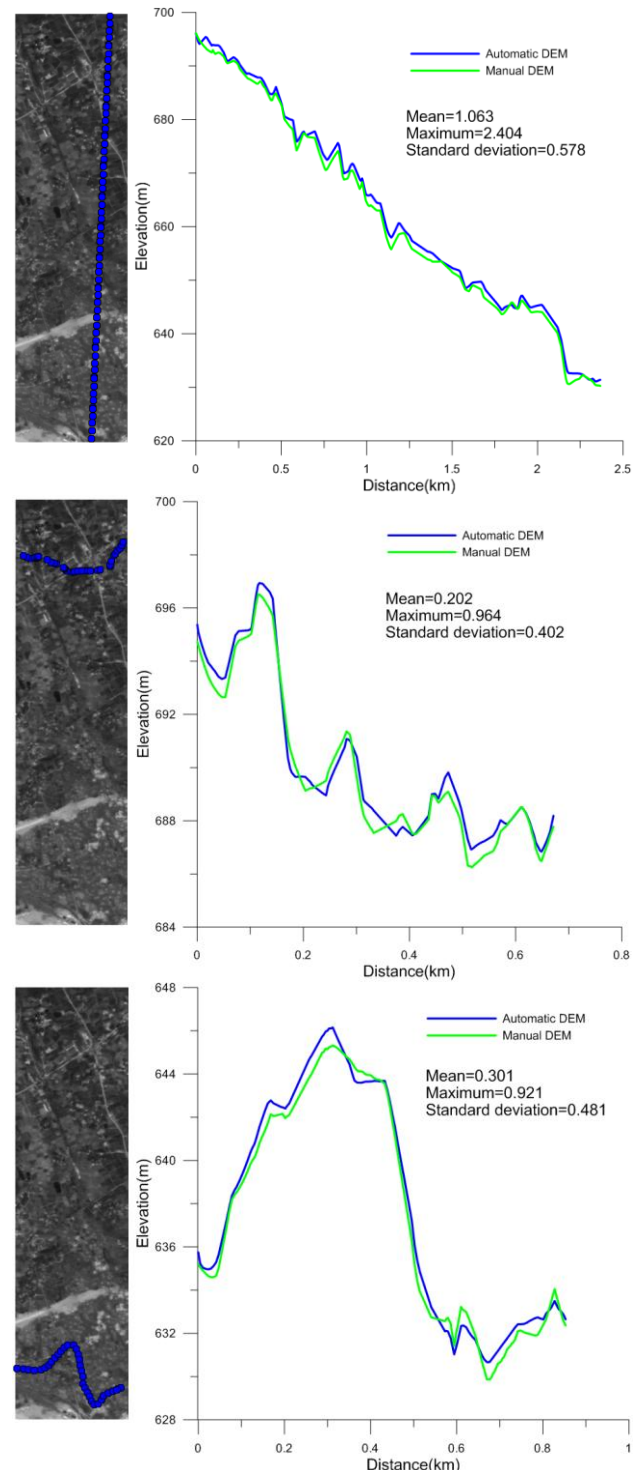 700
Automatic DEM
Manual DEM
Mean=1.063
Maximum=2.404
Standard deviation=0.578
680
Elevation(m)
660
640
620
0 0.5 1 1.5 2 2.5
Distance(km)
700
Automatic DEM
Manual DEM
Mean=0.202
Maximum=0.964
Standard deviation=0.402
696
Elevation(m)
692
688
684
0 0.2 0.4 0.6 0.8
Distance(km)
648
Automatic DEM
Manual DEM
Mean=0.301
Maximum=0.921
Standard deviation=0.481
644
640
Elevation(m)
636
632
628
0 0.2 0.4 0.6 0.8 1
Distance(km)